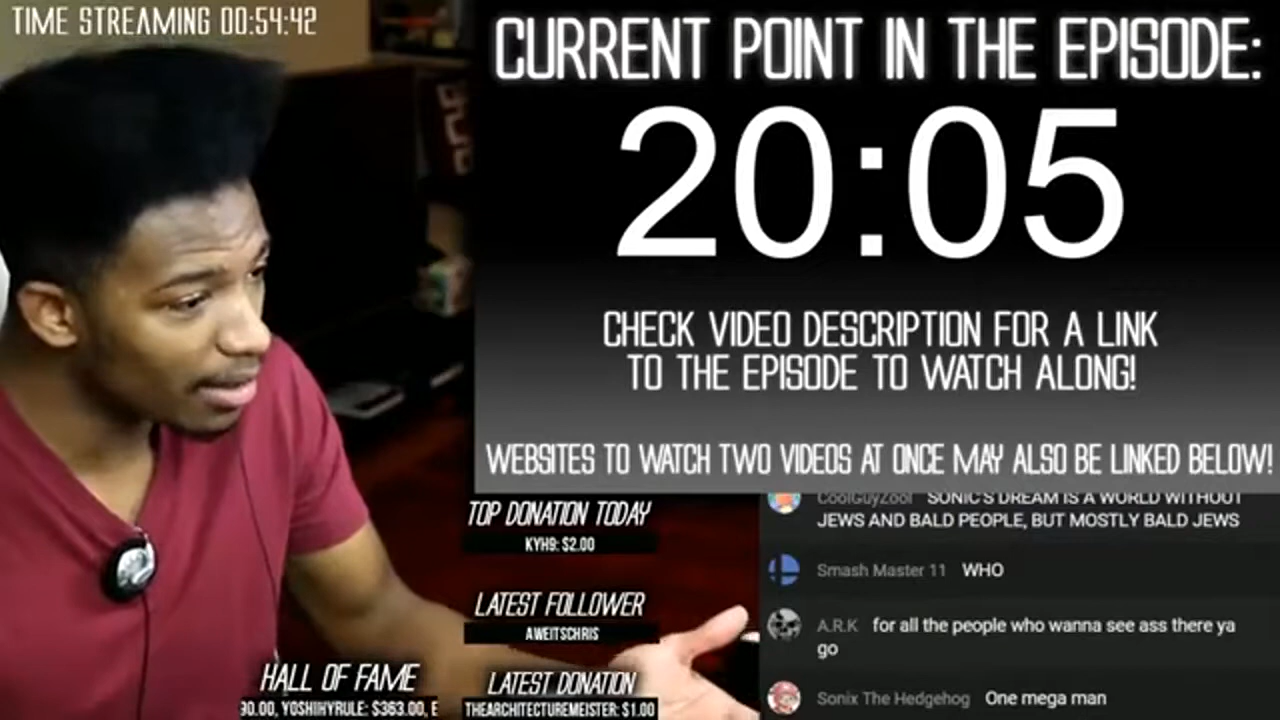 TIME STREAMING 00:54:42
CURRENT POINT IN THE EPISODE:
20:05
CHECK VIDEO DESCRIPTION FOR A LINK
TO THE EPISODE TO WATCH ALONG!
WEBSITES TO WATCH TWO VIDEOS AT ONCE MAY ALSO BE LINKED BELOW!
TOP DONATION TODAY
KYH9: $2.00
LATEST FOLLOWER
AWEITSCHRIS
HALL OF FAME
30.00, YOSHIHYRULE: $363.00, E
LATEST DONATION
THEARCHITECTUREMEISTER: $1.00
CoolGuyZool SONIC'S DREAM IS A WORLD WITHOUT
JEWS AND BALD PEOPLE, BUT MOSTLY BALD JEWS
Smash Master 11 WHO
A.R.K for all the people who wanna see ass there ya
go
Sonix The Hedgehog One mega man